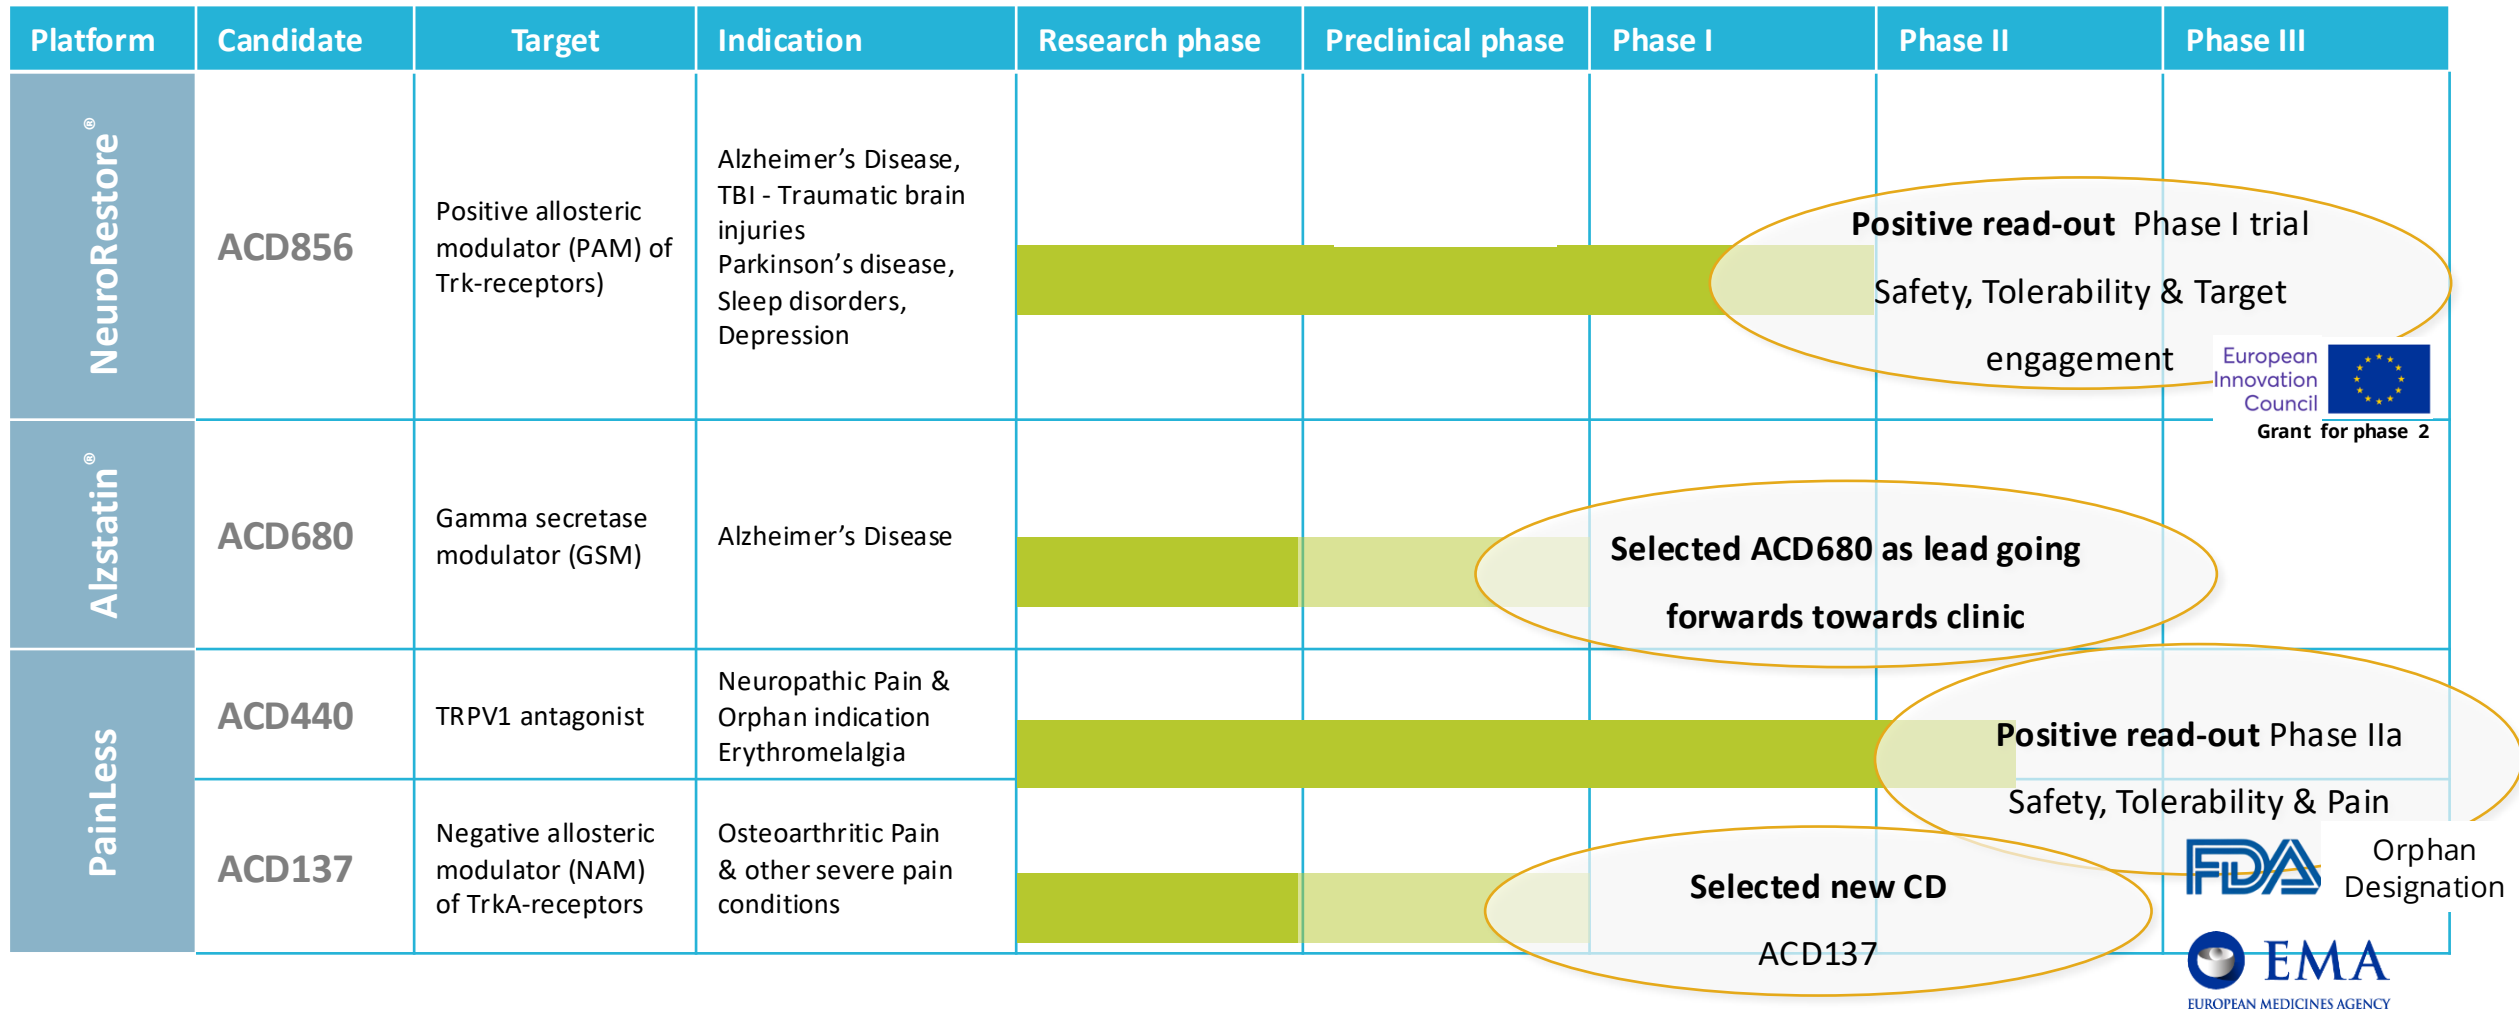 Platform Candidate Target Indication Research phase Preclinical phase Phase I Phase II Phase III
NeuroRestore®
ACD856
Positive allosteric
modulator (PAM) of
Trk-receptors)
Alzheimer's Disease,
TBI - Traumatic brain
injuries
Parkinson's disease,
Sleep disorders,
Depression
Positive read-out Phase I trial
Safety, Tolerability & Target
engagement
European
Innovation
Council
Grant for phase 2
Alzstatin®
ACD680
Gamma secretase
modulator (GSM)
Alzheimer's Disease
Selected ACD680 as lead going
forwards towards clinic
PainLess
ACD440
TRPV1 antagonist
Neuropathic Pain &
Orphan indication
Erythromelalgia
Positive read-out Phase IIa
Safety, Tolerability & Pain
FDA
Orphan
Designation
ACD137
Negative allosteric
modulator (NAM)
of TrkA-receptors
Osteoarthritic Pain
& other severe pain
conditions
Selected new CD
ACD137
EMA
EUROPEAN MEDICINES AGENCY